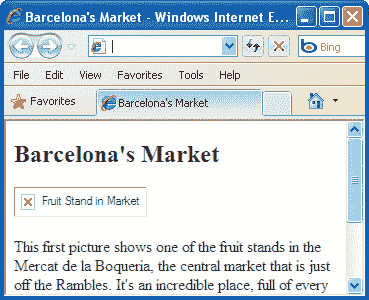 Barcelona's Market - Windows Internet E...
Bing
File Edit View Favorites Tools Help
Favorites Barcelona's Market
Barcelona's Market
Fruit Stand in Market
This first picture shows one of the fruit stands in the
Mercat de la Boqueria, the central market that is just
off the Rambles. It's an incredible place, full of every